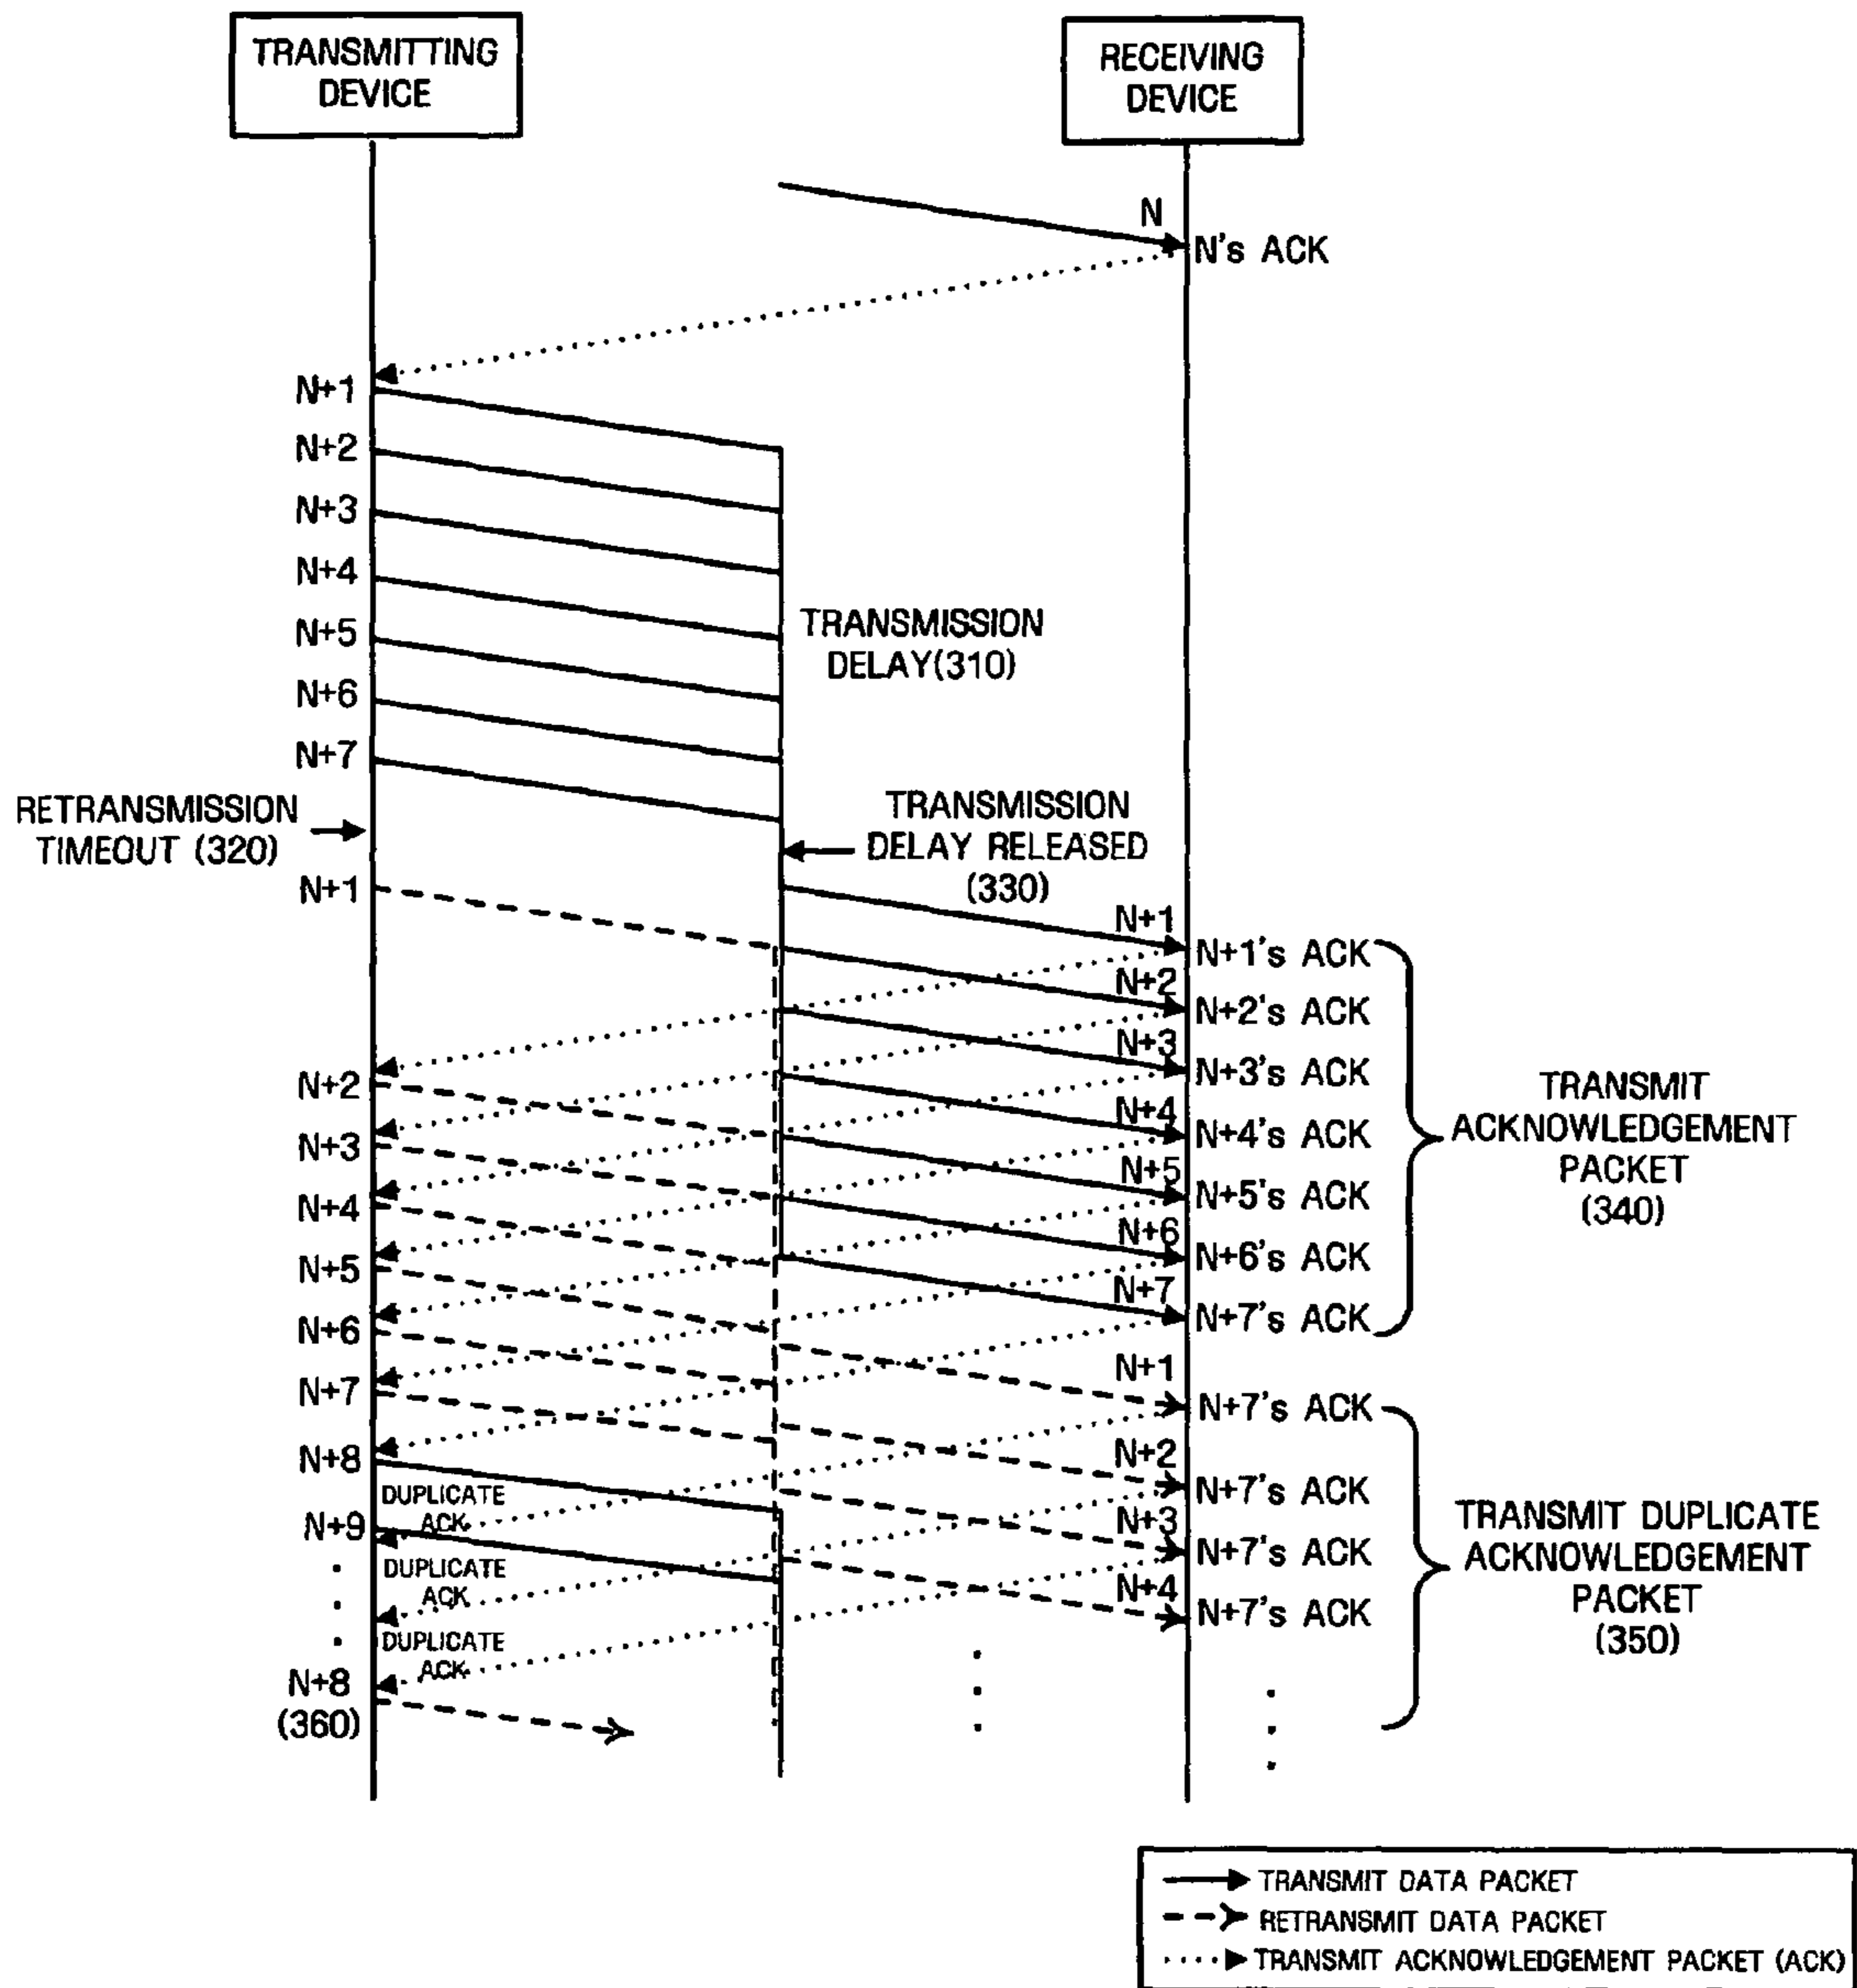 TRANSMITTING
DEVICE
RECEIVING
DEVICE
N
N's ACK
N+1
N+2
N+3
N+4
N+5
N+6
N+7
TRANSMISSION
DELAY(310)
RETRANSMISSION
TIMEOUT (320)
TRANSMISSION
DELAY RELEASED
(330)
N+1
N+1
N+1's ACK
N+2
N+2's ACK
N+3
N+3's ACK
N+2
N+4
N+4's ACK
N+3
N+5
N+5's ACK
N+4
N+6
N+6's ACK
N+5
N+7
N+7's ACK
N+6
TRANSMIT
ACKNOWLEDGEMENT
PACKET
(340)
N+1
N+7's ACK
N+7
N+2
N+7's ACK
N+8
DUPLICATE
ACK
N+3
N+7's ACK
N+9
DUPLICATE
ACK
N+4
N+7's ACK
DUPLICATE
ACK
TRANSMIT DUPLICATE
ACKNOWLEDGEMENT
PACKET
(350)
N+8
(360)
TRANSMIT DATA PACKET
RETRANSMIT DATA PACKET
TRANSMIT ACKNOWLEDGEMENT PACKET (ACK)